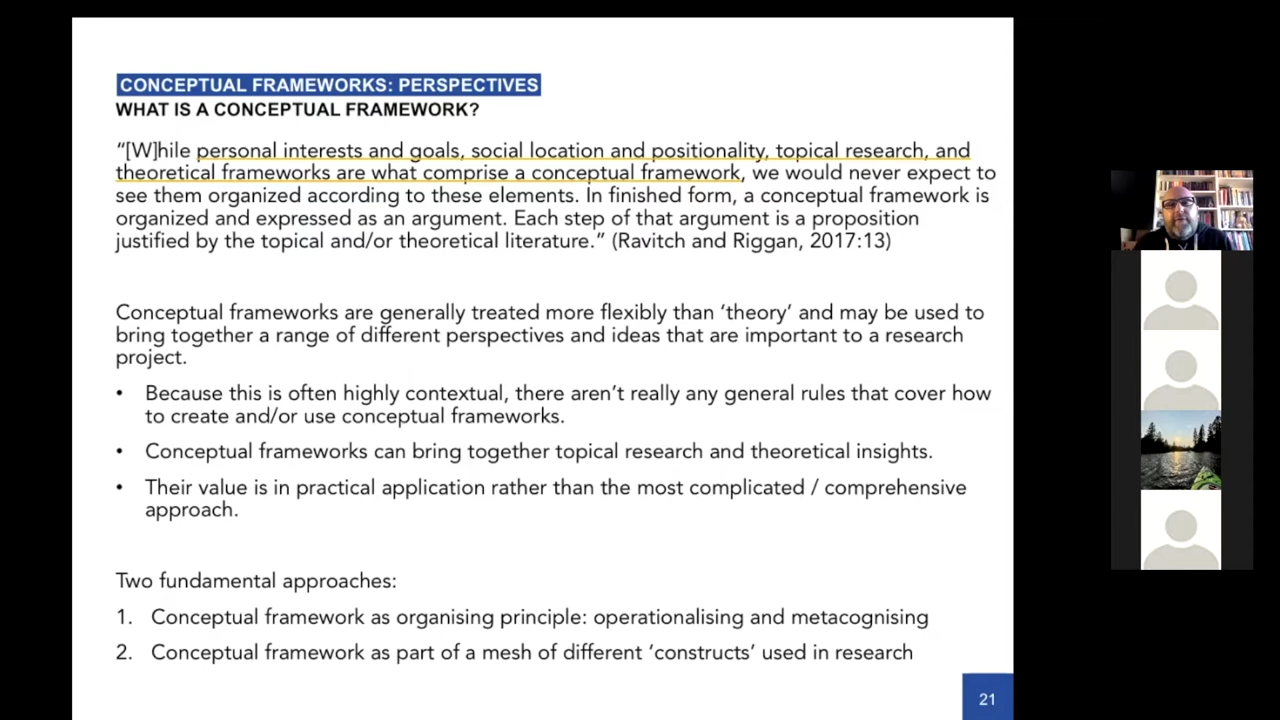 CONCEPTUAL FRAMEWORKS: PERSPECTIVES
WHAT IS A CONCEPTUAL FRAMEWORK?
“[W]hile personal interests and goals, social location and positionality, topical research, and
theoretical frameworks are what comprise a conceptual framework, we would never expect to
see them organized according to these elements. In finished form, a conceptual framework is
organized and expressed as an argument. Each step of that argument is a proposition
justified by the topical and/or theoretical literature.” (Ravitch and Riggan, 2017:13)
Conceptual frameworks are generally treated more flexibly than ‘theory’ and may be used to
bring together a range of different perspectives and ideas that are important to a research
project.
• Because this is often highly contextual, there aren’t really any general rules that cover how
to create and/or use conceptual frameworks.
• Conceptual frameworks can bring together topical research and theoretical insights.
• Their value is in practical application rather than the most complicated / comprehensive
approach.
Two fundamental approaches:
1. Conceptual framework as organising principle: operationalising and metacognising
2. Conceptual framework as part of a mesh of different ‘constructs’ used in research
21